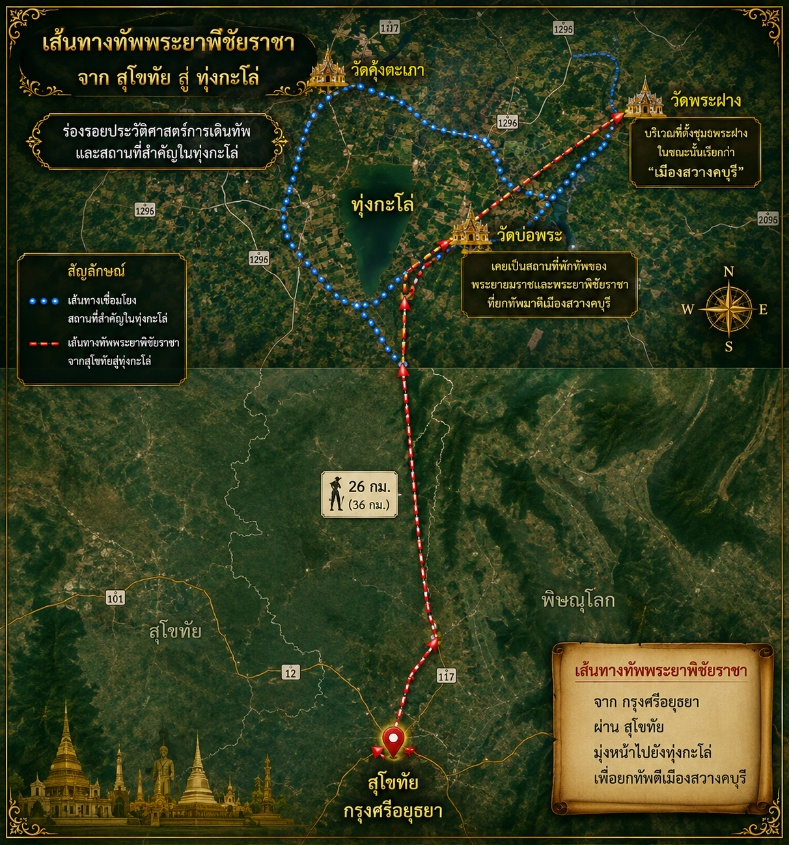 เส้นทางทัพพระยาพิชัยราชา
จาก สุโขทัย สู่ ทุ่งกะโล่
ร่องรอยประวัติศาสตร์การเดินทัพ
และสถานที่สำคัญในทุ่งกะโล่
1117
1295
วัดคุ้งตะเภา
วัดพระฝาง
1296
บริเวณที่ตั้งชุมชนพระฝาง
ในขณะนั้นเรียกว่า
“เมืองสวางคบุรี”
ทุ่งกะโล่
1296
2095
วัดบ่อพระ
1296
เคยเป็นสถานที่พักทัพของ
พระยายมราชและพระยาพิชัยราชา
ที่ยกทัพมาตีเมืองสวางคบุรี
สัญลักษณ์
เส้นทางเชื่อมโยง
สถานที่สำคัญในทุ่งกะโล่
เส้นทางทัพพระยาพิชัยราชา
จากสุโขทัยสู่ทุ่งกะโล่
N
W
E
S
26 กม.
(36 กม.)
101
สุโขทัย
พิษณุโลก
12
117
เส้นทางทัพพระยาพิชัยราชา
จาก กรุงศรีอยุธยา
ผ่าน สุโขทัย
มุ่งหน้าไปยังทุ่งกะโล่
เพื่อยกทัพตีเมืองสวางคบุรี
สุโขทัย
กรุงศรีอยุธยา